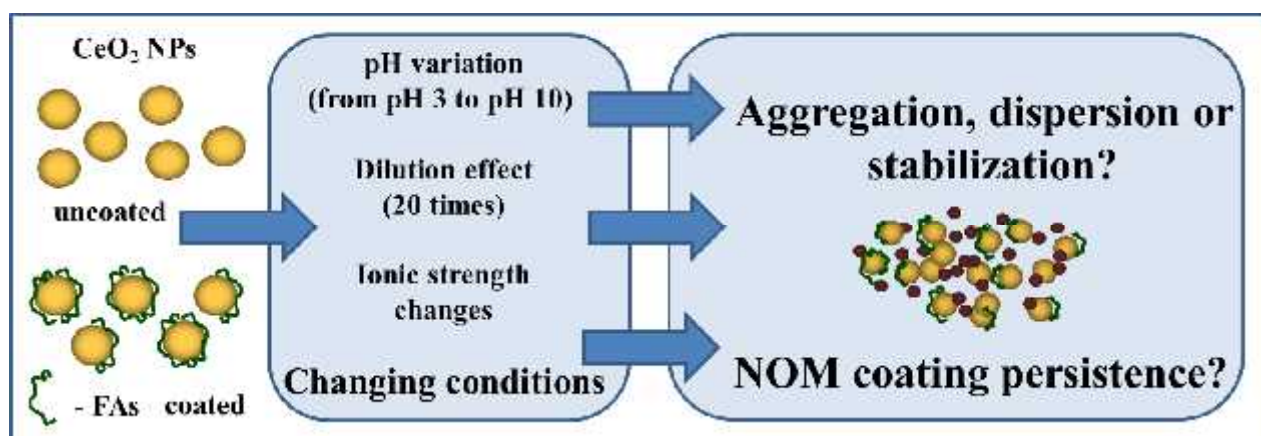 CeO₂ NPs
uncoated
- FAs - coated
pH variation
(from pH 3 to pH 10)
Dilution effect
(20 times)
Ionic strength
changes
Changing conditions
Aggregation, dispersion or
stabilization?
NOM coating persistence?